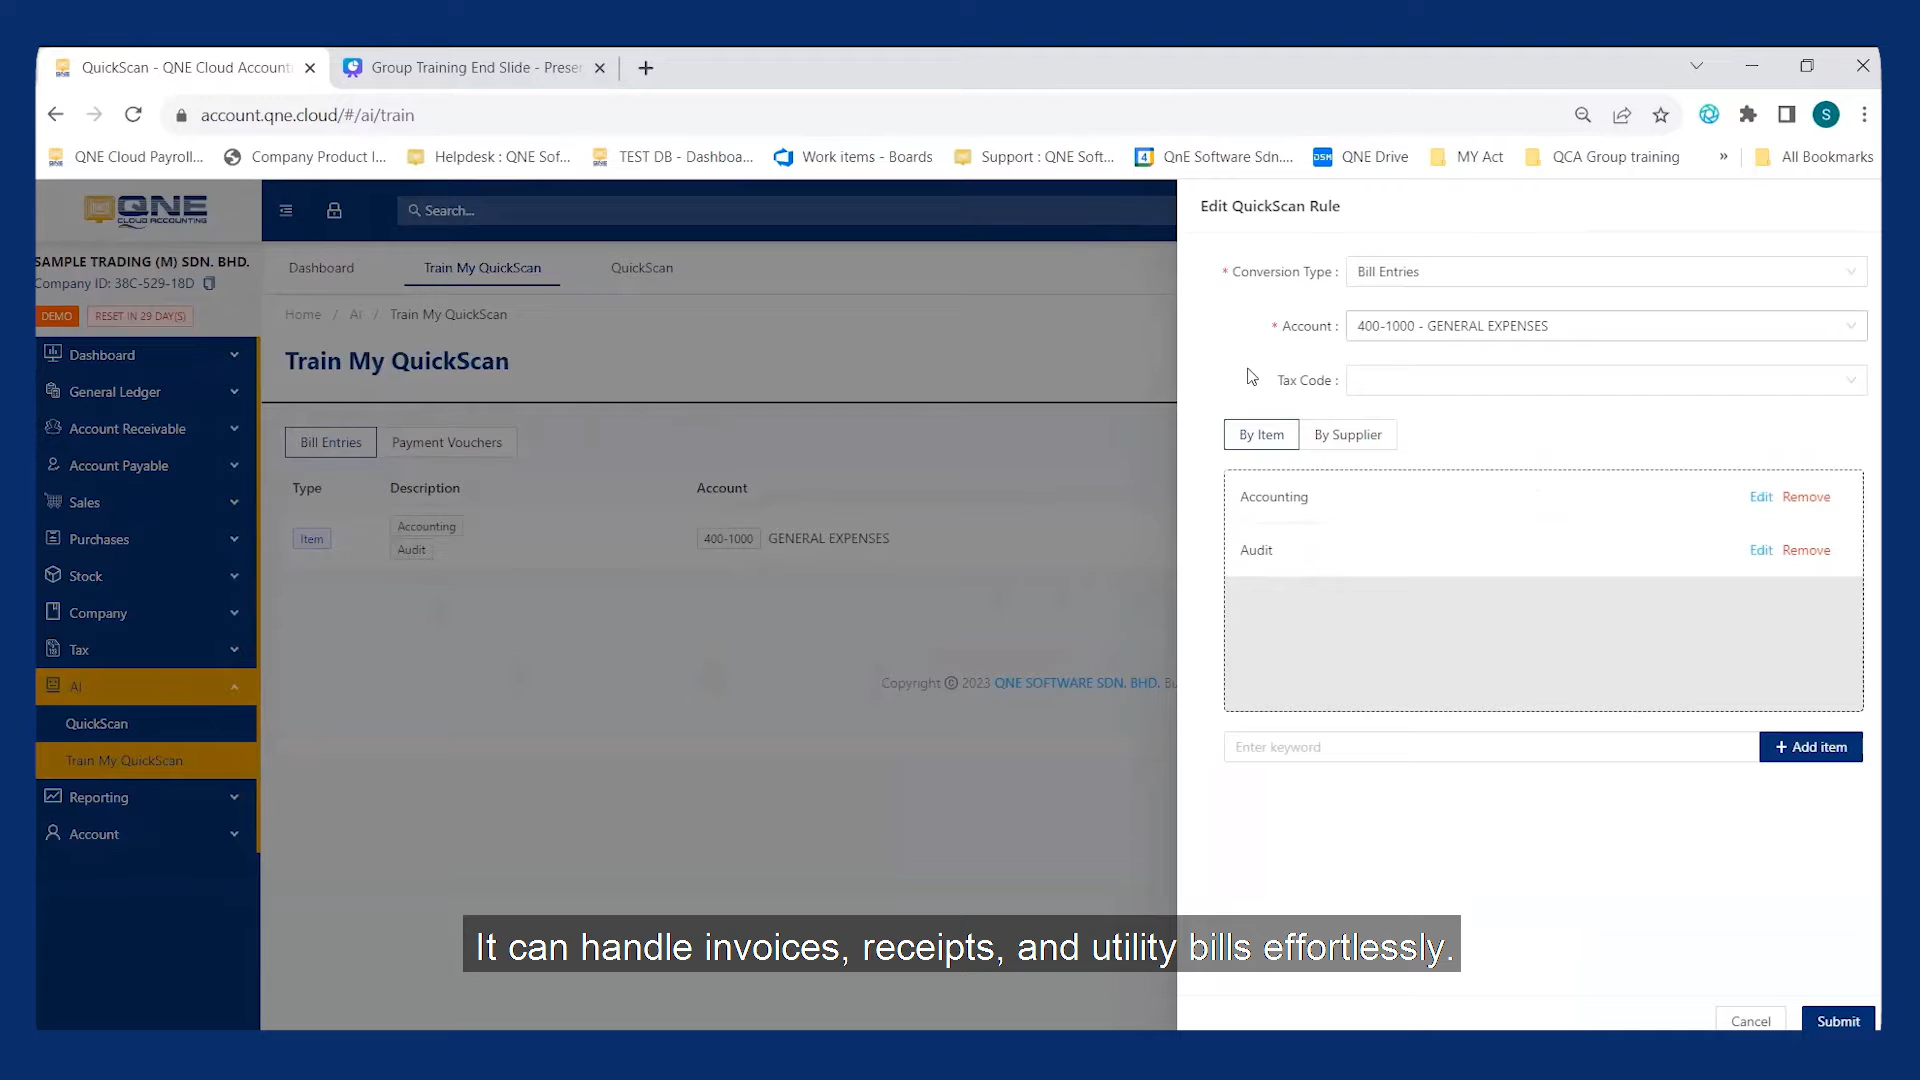 QuickScan - QNE Cloud Account
Group Training End Slide - Preser
account.qne.cloud/#/ai/train
S
QNE Cloud Payroll...
Company Product I...
Helpdesk : QNE Sof...
TEST DB - Dashboa...
Work items - Boards
Support : QNE Soft...
4
QnE Software Sdn....
DSM
QNE Drive
MY Act
QCA Group training
»
All Bookmarks
QNE
CLOUD ACCOUNTING
Search...
Edit QuickScan Rule
SAMPLE TRADING (M) SDN. BHD.
Company ID: 38C-529-18D
DEMO
RESET IN 29 DAY(S)
Dashboard
Train My QuickScan
QuickScan
Home / AI / Train My QuickScan
Train My QuickScan
Bill Entries
Payment Vouchers
Type
Description
Account
Item
Accounting
Audit
400-1000
GENERAL EXPENSES
Copyright © 2023 QNE SOFTWARE SDN. BHD. Bu
Dashboard
General Ledger
Account Receivable
Account Payable
Sales
Purchases
Stock
Company
Tax
AI
QuickScan
Train My QuickScan
Reporting
Account
* Conversion Type :
Bill Entries
* Account :
400-1000 - GENERAL EXPENSES
Tax Code :
By Item
By Supplier
Accounting
Edit
Remove
Audit
Edit
Remove
Enter keyword
+ Add item
It can handle invoices, receipts, and utility bills effortlessly.
Cancel
Submit